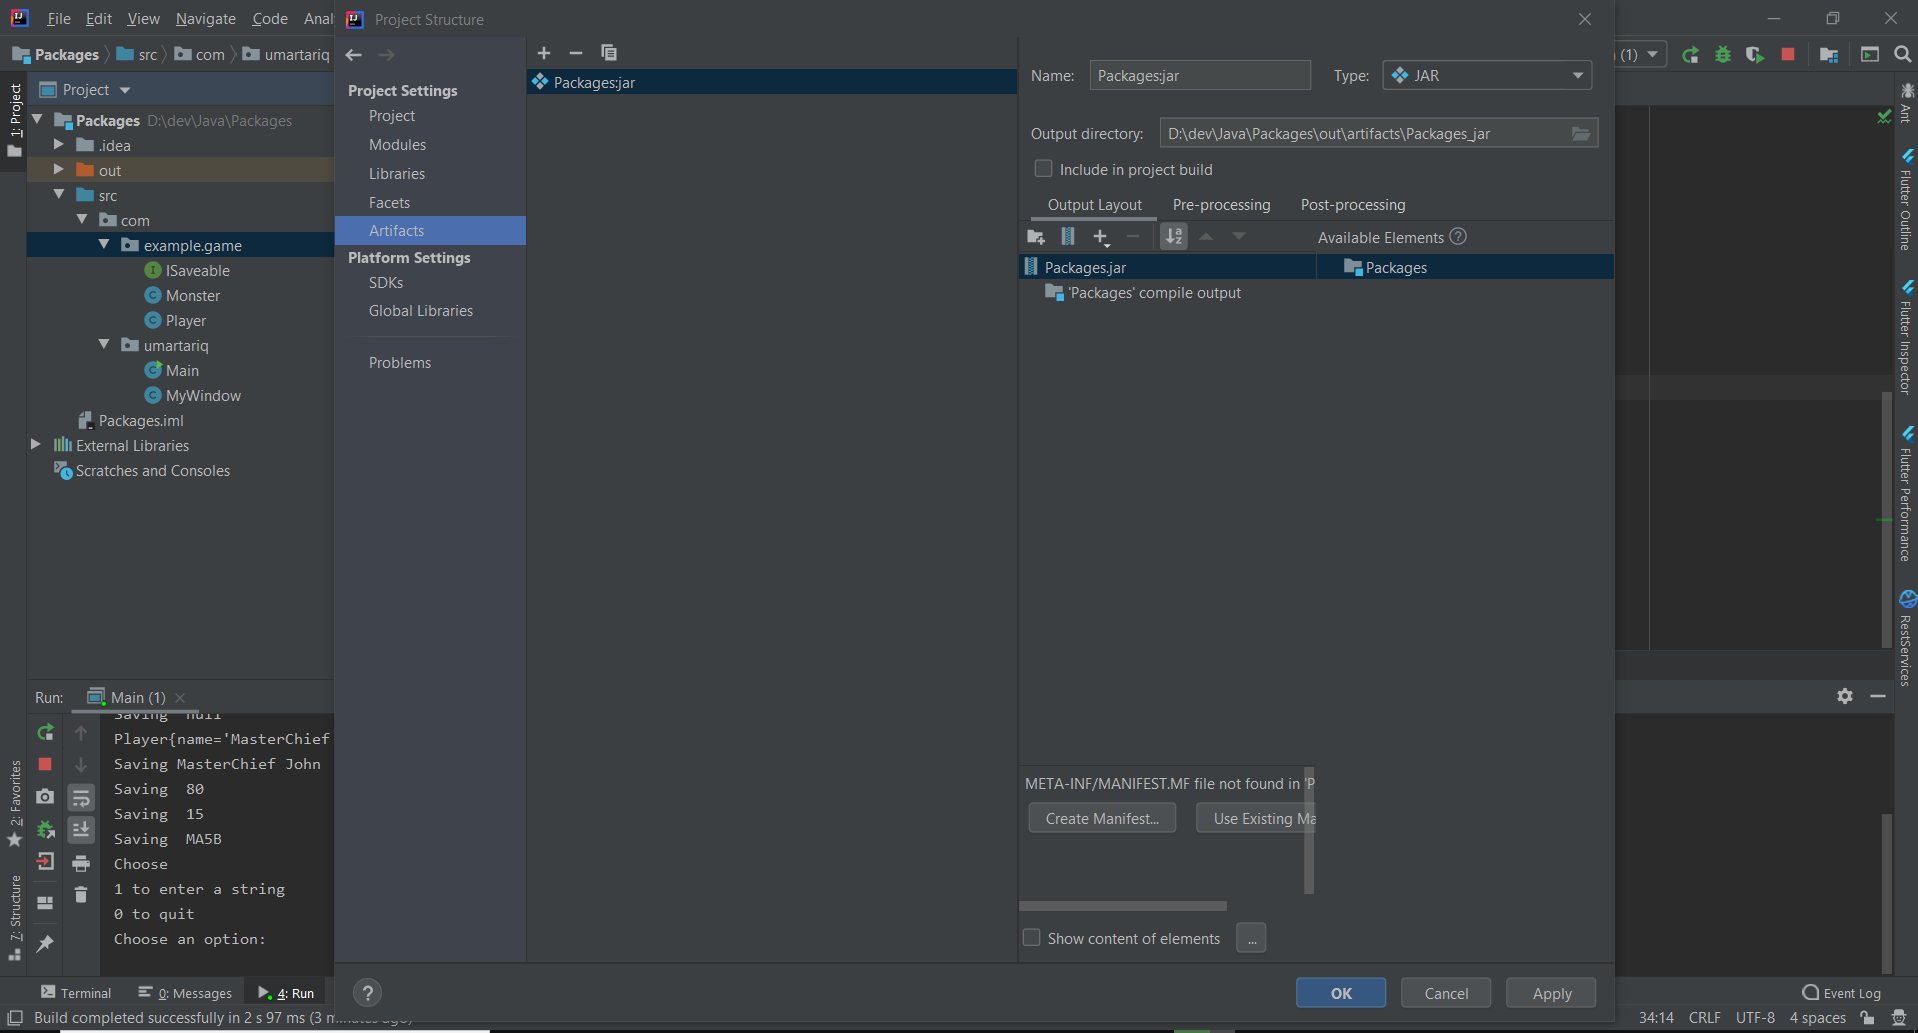 File Edit View Navigate Code Anal
Project Structure
Packages src com umartariq
(1)
Project
Packages D:\dev\Java\Packages
.idea
out
src
com
example.game
ISaveable
Monster
Player
umartariq
Main
MyWindow
Packages.iml
External Libraries
Scratches and Consoles
1: Project
2: Favorites
7: Structure
Project Settings
Project
Modules
Libraries
Facets
Artifacts
Platform Settings
SDKs
Global Libraries
Problems
Packages:jar
Name: Packages:jar Type: JAR
Output directory: D:\dev\Java\Packages\out\artifacts\Packages_jar
Include in project build
Output Layout Pre-processing Post-processing
Available Elements ?
Packages.jar Packages
'Packages' compile output
META-INF/MANIFEST.MF file not found in 'P
Create Manifest... Use Existing Ma
Show content of elements ...
? OK Cancel Apply
Ant
Flutter Outline
Flutter Inspector
Flutter Performance
RestServices
Run: Main (1)
Saving null
Player{name='MasterChief
Saving MasterChief John
Saving 80
Saving 15
Saving MA5B
Choose
1 to enter a string
0 to quit
Choose an option:
Terminal 0: Messages 4: Run Event Log
Build completed successfully in 2 s 97 ms (3 minutes ago)
34:14 CRLF UTF-8 4 spaces